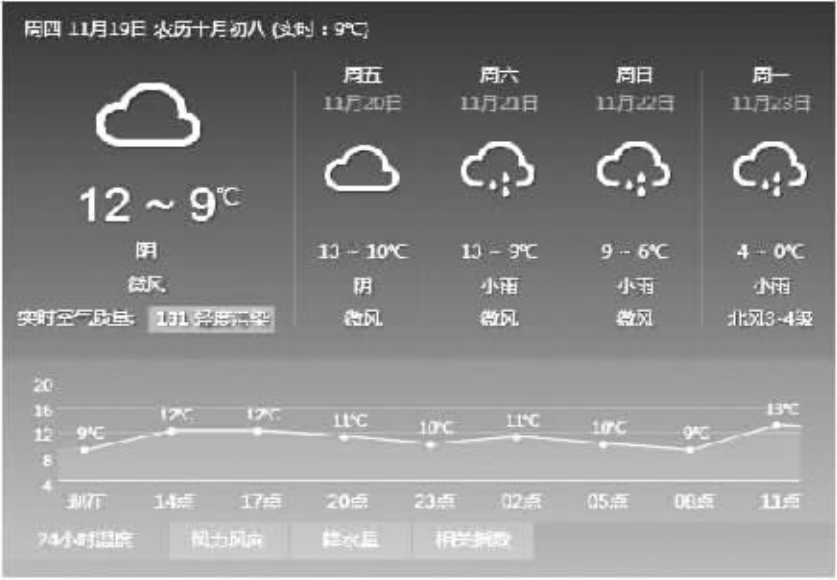 周四 11月19日 农历十月初八 (实时：9℃)
周五 周六 周日 周一
11月20日 11月21日 11月22日 11月23日
12 ~ 9℃
13 ~ 10℃ 13 ~ 9℃ 9 ~ 6℃ 4 ~ 0℃
阴 阴 小雨 小雨 小雨
微风 微风 微风 微风 北风3-4级
实时空气质量: 131 轻度污染
20
16
12
8
4
9℃ 12℃ 12℃ 11℃ 10℃ 11℃ 10℃ 9℃ 13℃
现在 14点 17点 20点 23点 02点 05点 08点 11点
24小时温度 风力风向 降水量 相关指数